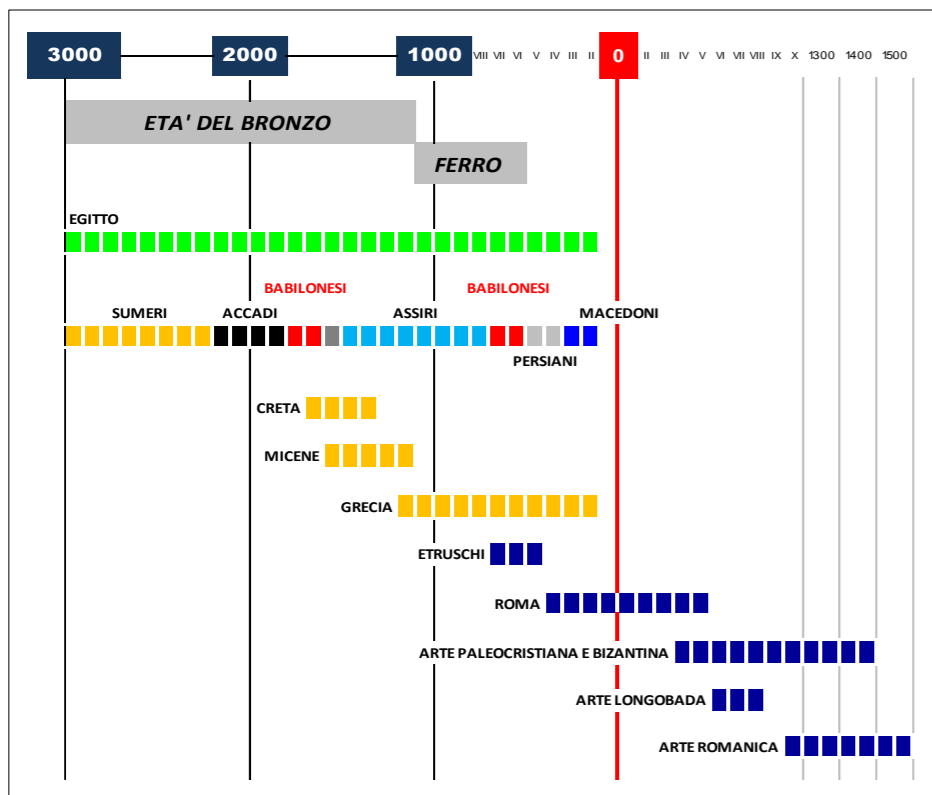 3000 2000 1000 VIII VII VI V IV III II 0 II III IV V VI VII VIII IX X 1300 1400 1500
ETA' DEL BRONZO
FERRO
EGITTO
BABILONESI BABILONESI
SUMERI ACCADI ASSIRI MACEDONI
PERSIANI
CRETA
MICENE
GRECIA
ETRUSCHI
ROMA
ARTE PALEOCRISTIANA E BIZANTINA
ARTE LONGOBADA
ARTE ROMANICA